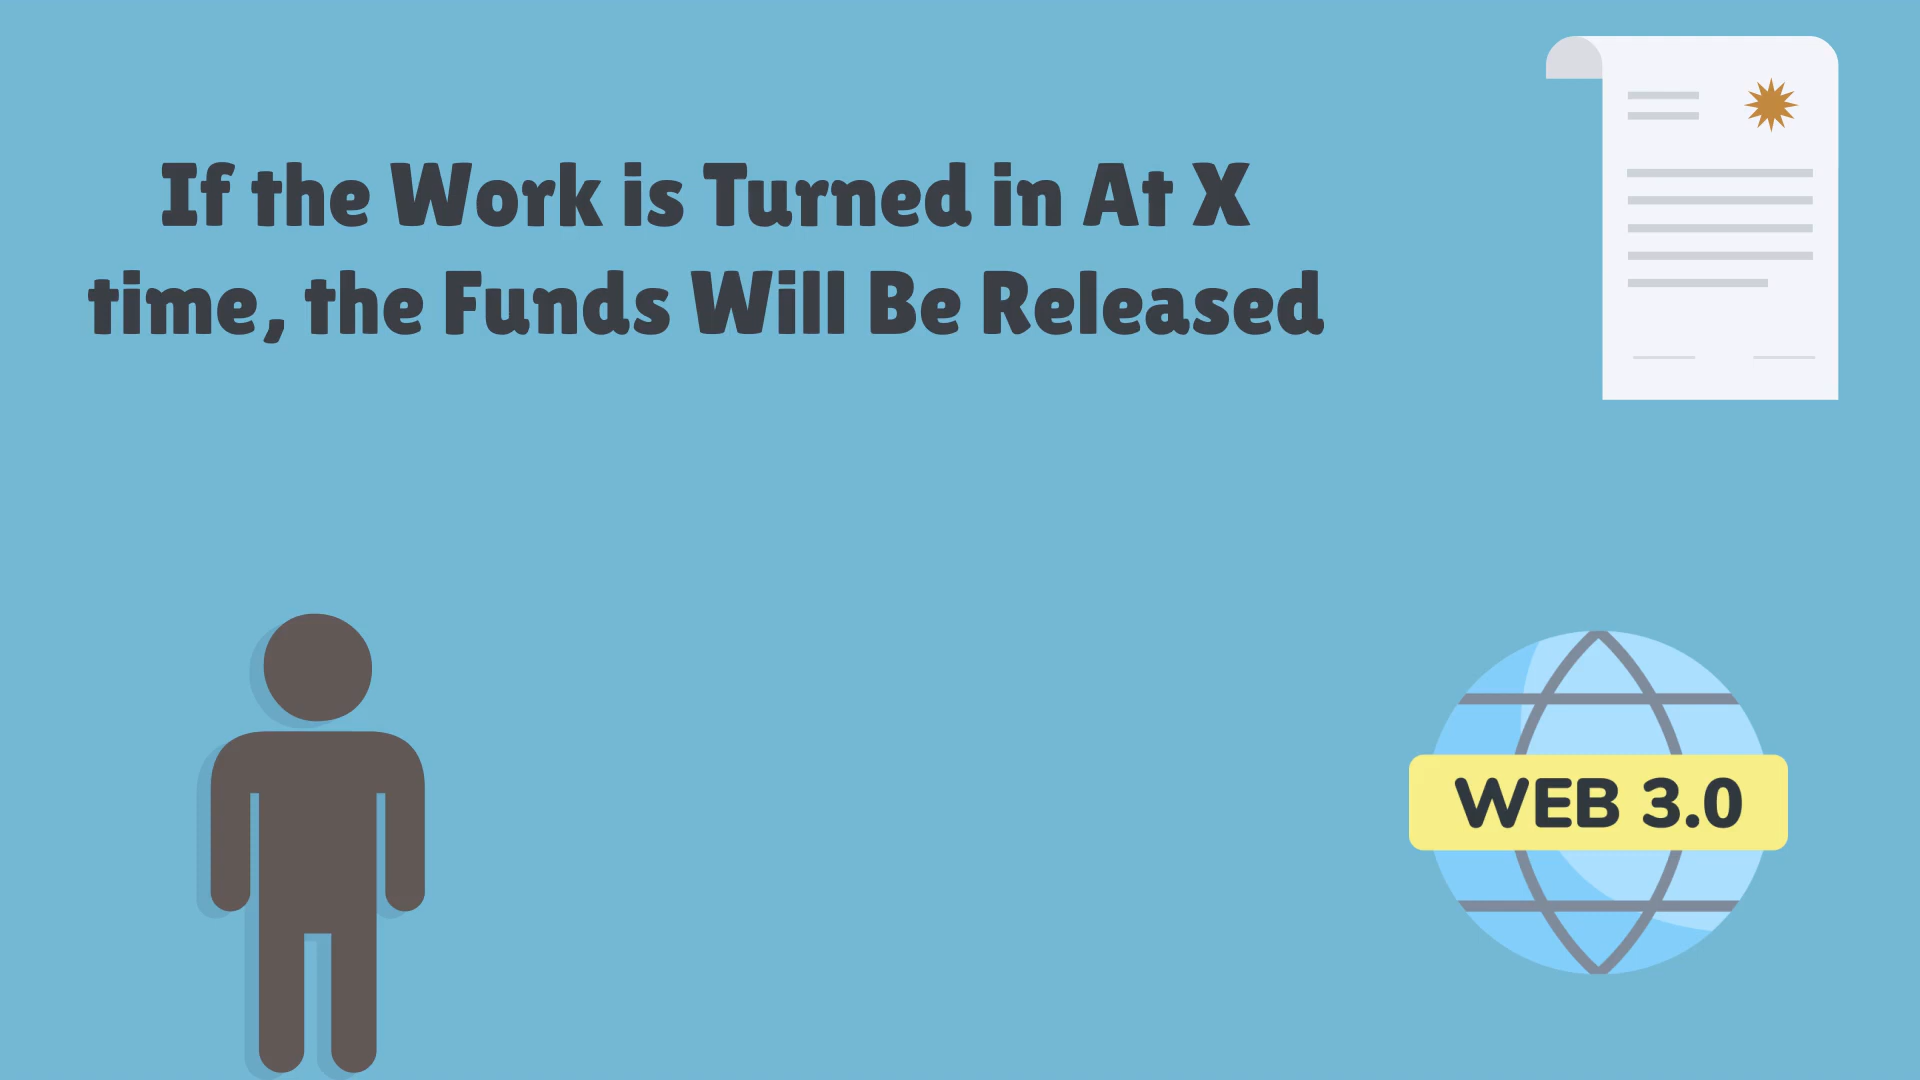 If the Work is Turned in At X
time, the Funds Will Be Released
WEB 3.0